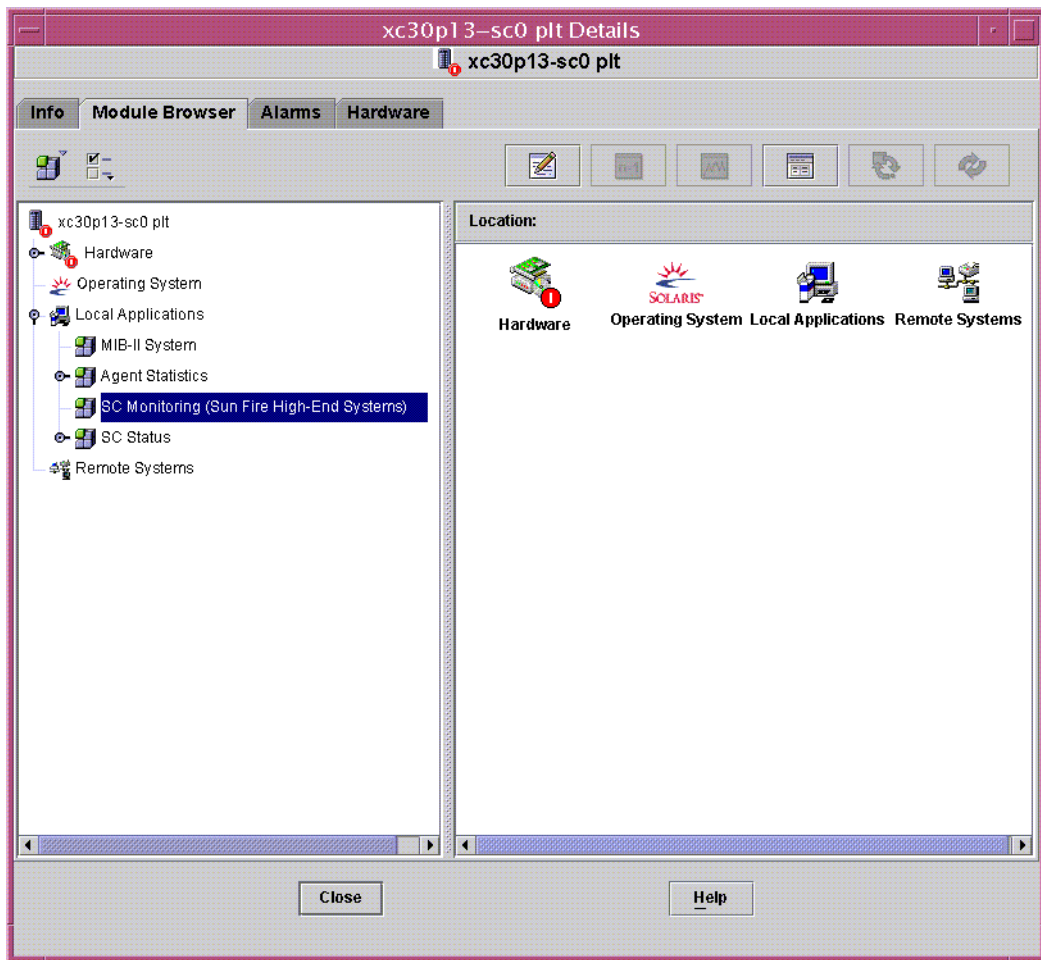 xc30p13–sc0 plt Details
xc30p13-sc0 plt
Info Module Browser Alarms Hardware
xc30p13-sc0 plt
Hardware
Operating System
Local Applications
MIB-II System
Agent Statistics
SC Monitoring (Sun Fire High-End Systems)
SC Status
Remote Systems
Location:
SOLARIS
Hardware Operating System Local Applications Remote Systems
Close Help